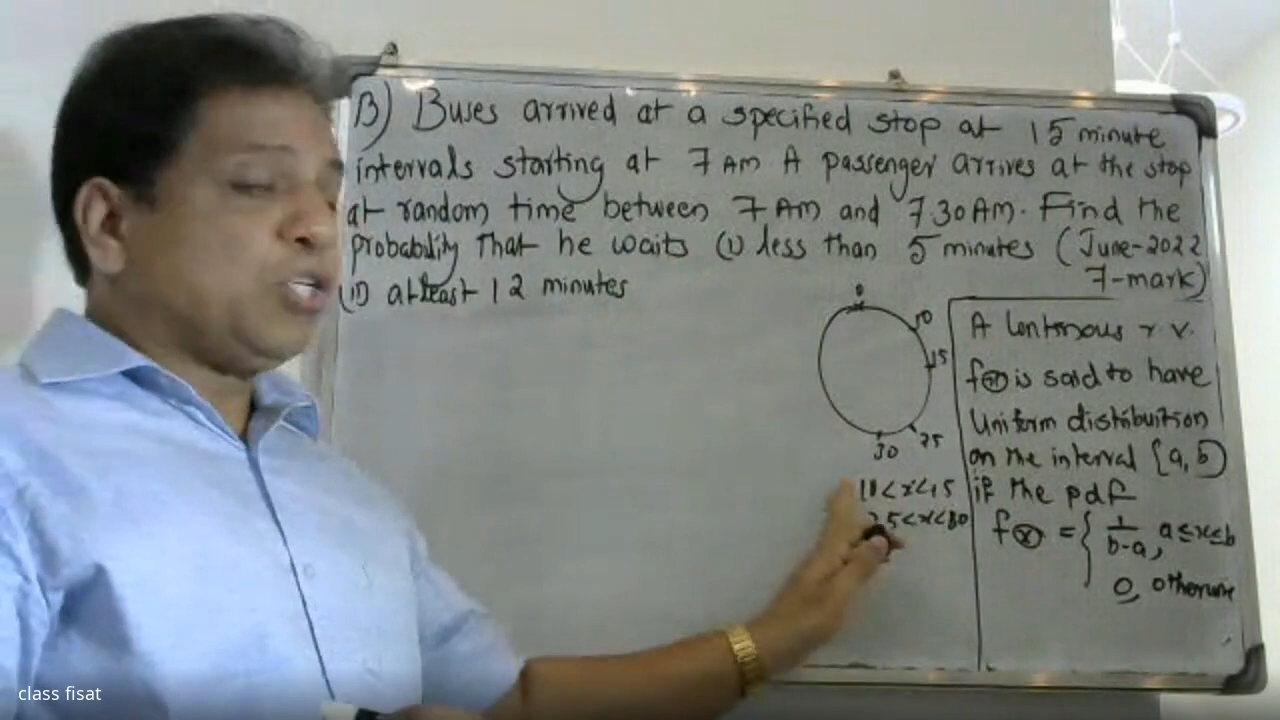 B) Buses arrived at a specified stop at 15 minute
intervals starting at 7 AM A passenger arrives at the stop
at random time between 7 AM and 7 30 AM. Find the
probability that he waits (i) less than 5 minutes (June-2022
7-mark)
(ii) atleast 12 minutes
0
10
15
25
30
10<x<15
25<x<30
A Continous r v.
f(x) is said to have
Uniform distribuition
on the interval [a, b]
if the pdf
f(x) = { 1/b-a, a≤x≤b
0, otherwise
class fisat